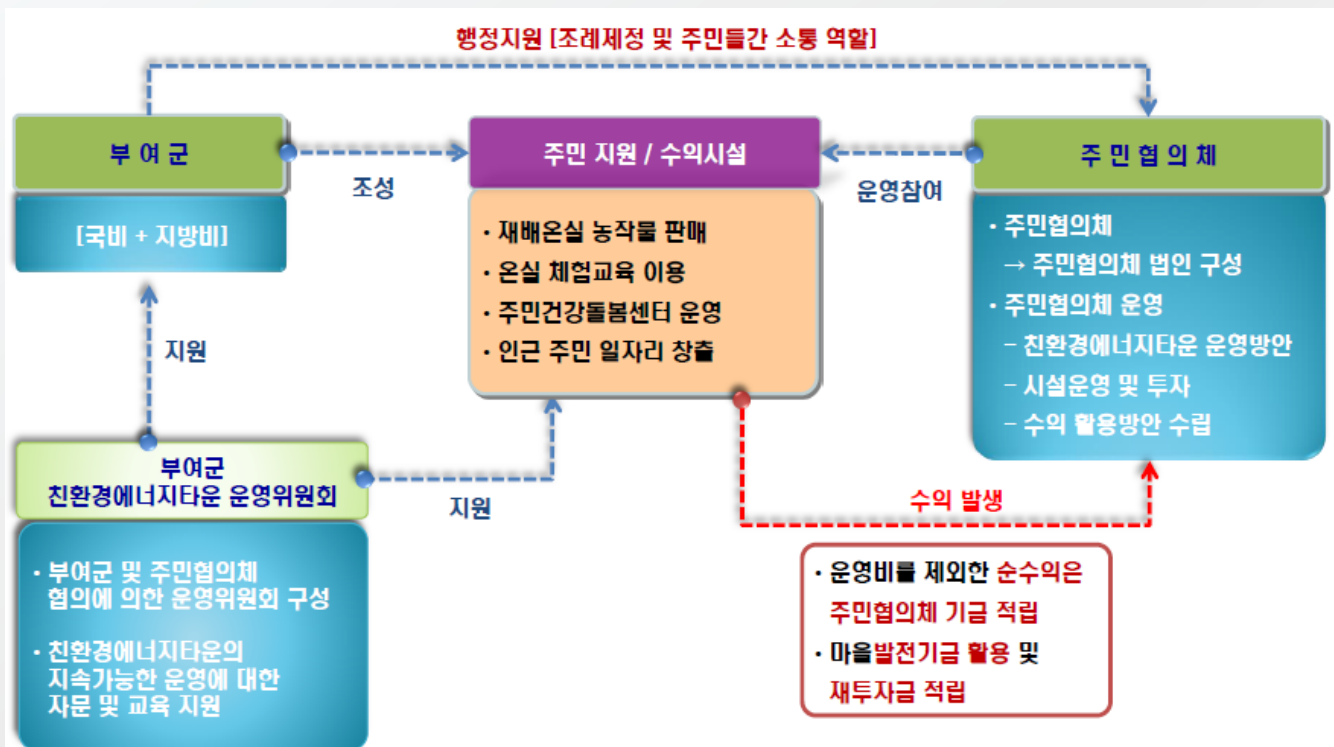 행정지원 [조례제정 및 주민들간 소통 역할]
부 여 군
[국비 + 지방비]
조성
주민 지원 / 수익시설
· 재배온실 농작물 판매
· 온실 체험교육 이용
· 주민건강돌봄센터 운영
· 인근 주민 일자리 창출
운영참여
주 민 협 의 체
· 주민협의체
→ 주민협의체 법인 구성
· 주민협의체 운영
- 친환경에너지타운 운영방안
- 시설운영 및 투자
- 수익 활용방안 수립
지원
부여군
친환경에너지타운 운영위원회
· 부여군 및 주민협의체
협의에 의한 운영위원회 구성
· 친환경에너지타운의
지속가능한 운영에 대한
자문 및 교육 지원
지원
수익 발생
· 운영비를 제외한 순수익은
주민협의체 기금 적립
· 마을발전기금 활용 및
재투자금 적립